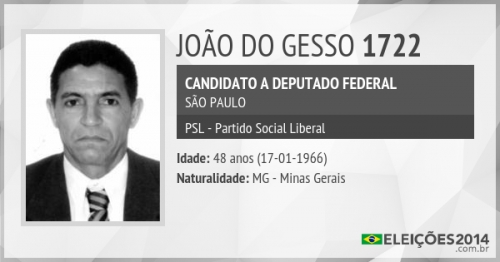 JOÃO DO GESSO 1722
CANDIDATO A DEPUTADO FEDERAL
SÃO PAULO
PSL - Partido Social Liberal
Idade: 48 anos (17-01-1966)
Naturalidade: MG - Minas Gerais
ELEIÇÕES2014
.com.br